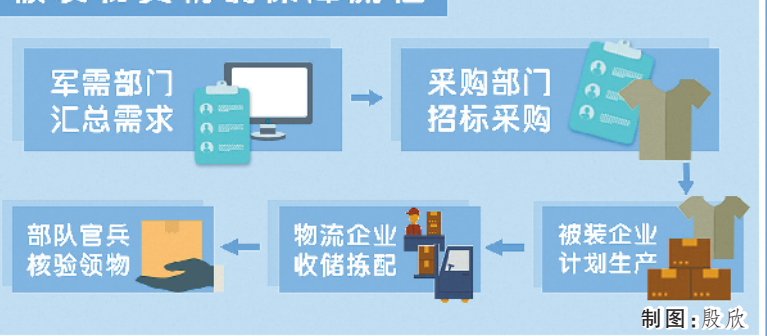 军需部门
汇总需求
采购部门
招标采购
被装企业
计划生产
物流企业
收储拣配
部队官兵
核验领物
制图:殷欣